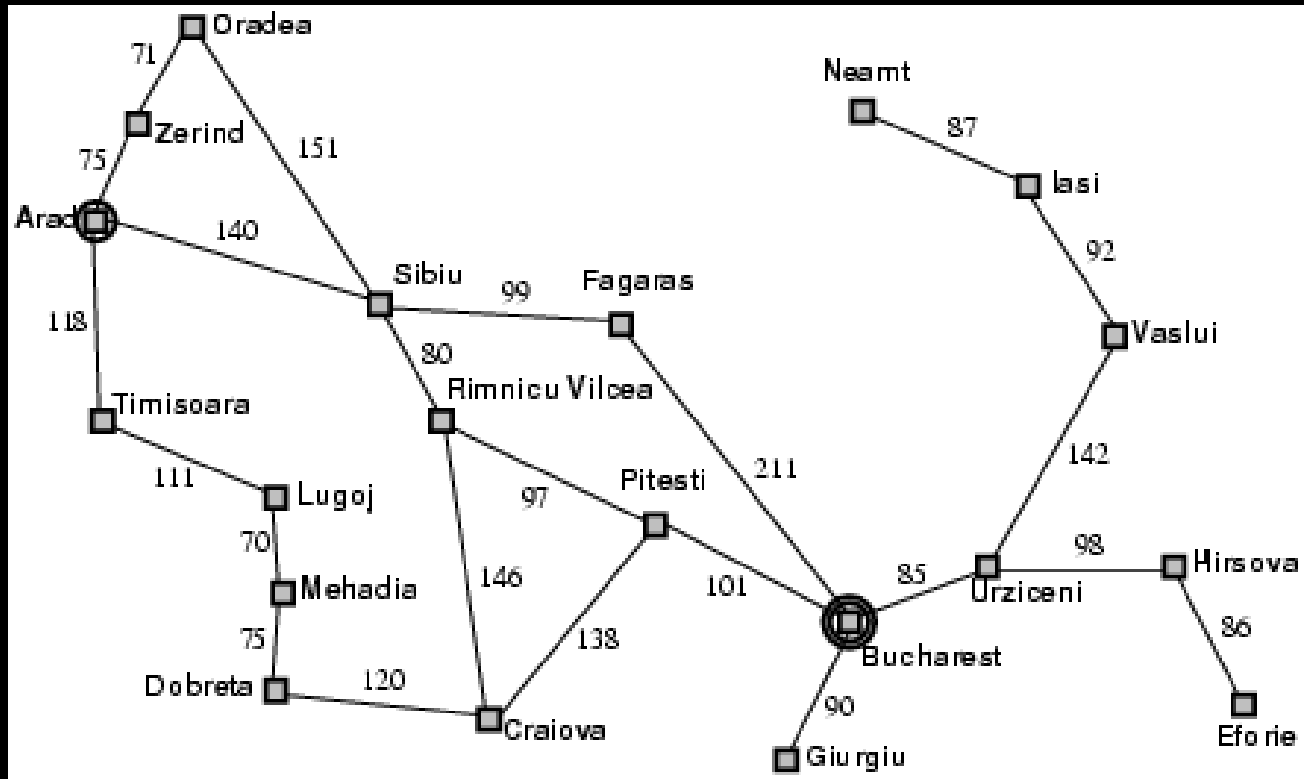 Oradea
71
Neamt
87
Zerind
151
75
Iasi
Arad
140
92
Sibiu
Fagaras
99
118
Vaslui
80
Timisoara
Rimnicu Vilcea
142
111
211
Lugoj
97
Pitesti
70
98
Hirsova
Mehadia
146
101
85
Urziceni
75
138
86
Bucharest
Dobreta
120
90
Craiova
Eforie
Giurgiu